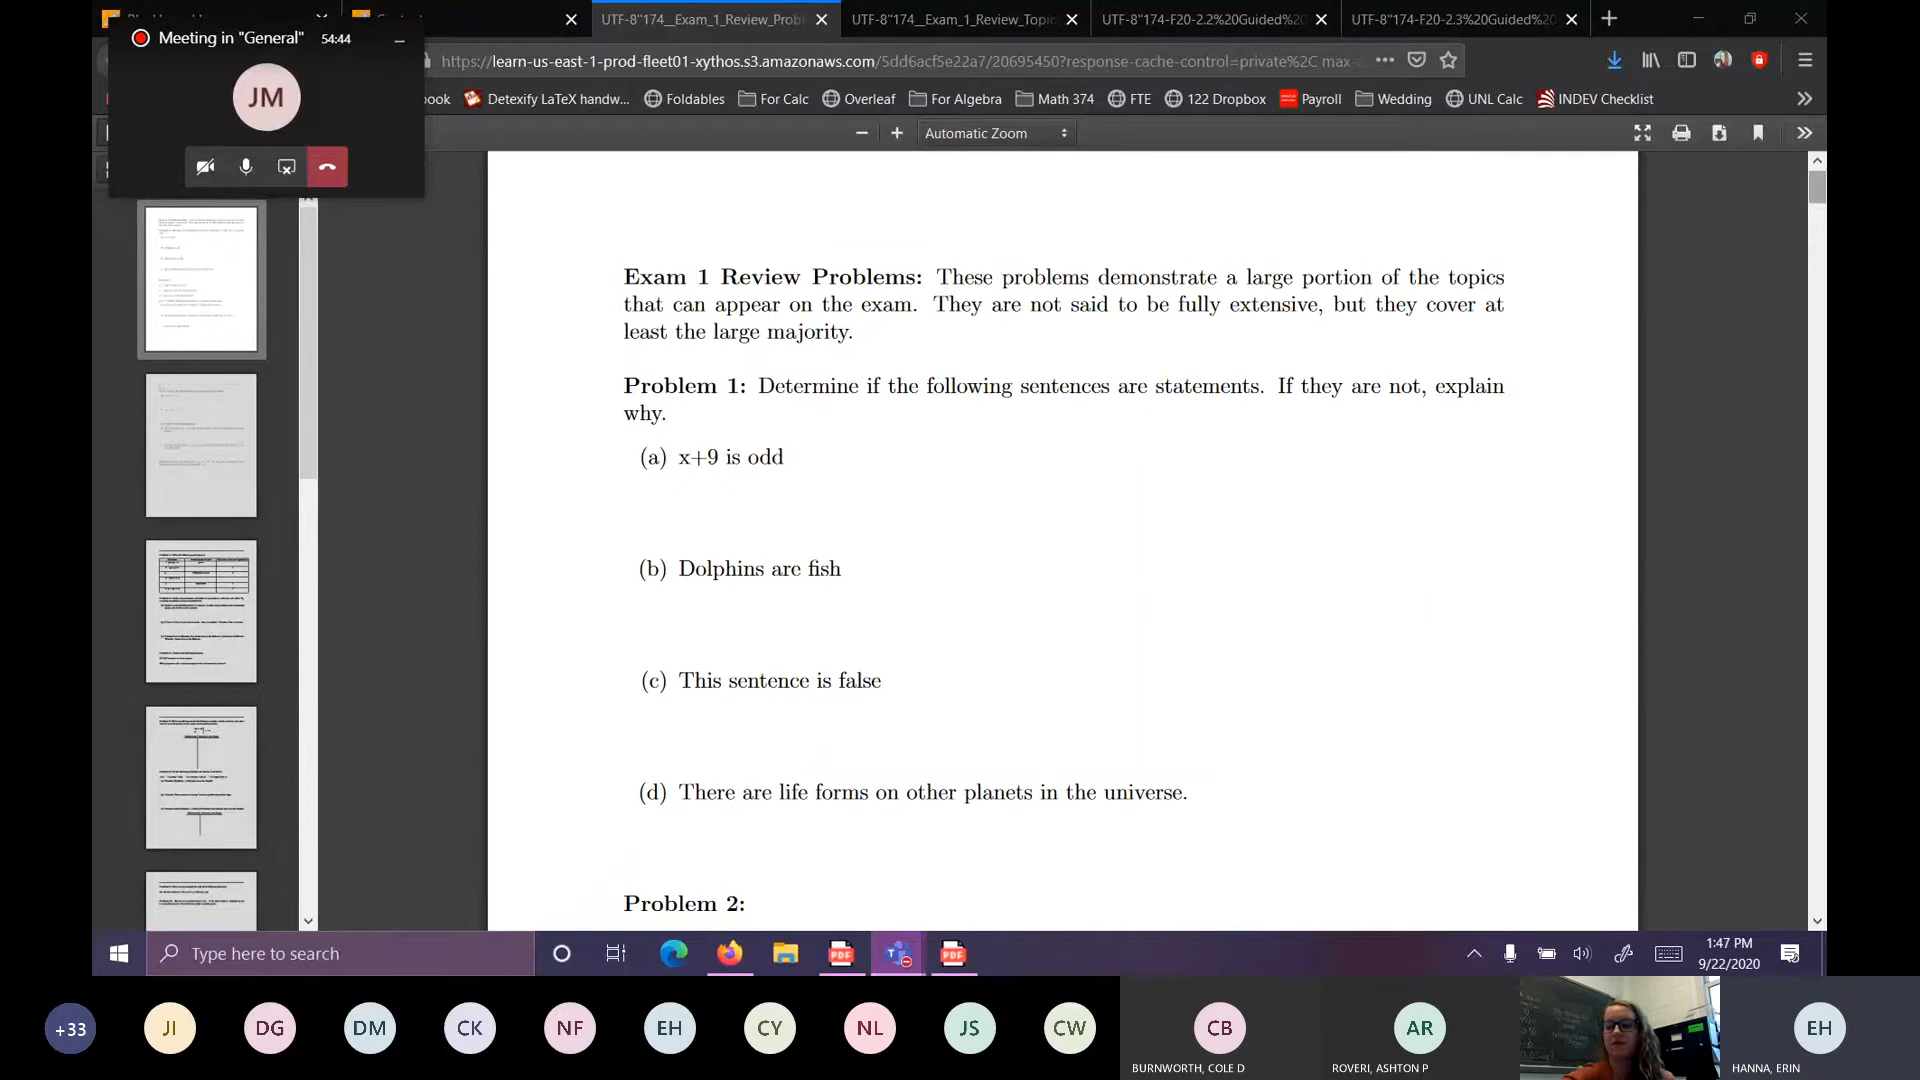 UTF-8''174__Exam_1_Review_Prob
UTF-8''174__Exam_1_Review_Topi
UTF-8''174-F20-2.2%20Guided%20
UTF-8''174-F20-2.3%20Guided%20
Meeting in "General" 54:44
JM
https://learn-us-east-1-prod-fleet01-xythos.s3.amazonaws.com/5dd6acf5e22a7/20695450?response-cache-control=private%2C max-
book Detexify LaTeX handw... Foldables For Calc Overleaf For Algebra Math 374 FTE 122 Dropbox Payroll Wedding UNL Calc INDEV Checklist
Automatic Zoom
Exam 1 Review Problems: These problems demonstrate a large portion of the topics
that can appear on the exam. They are not said to be fully extensive, but they cover at
least the large majority.
Problem 1: Determine if the following sentences are statements. If they are not, explain
why.
(a) x+9 is odd
(b) Dolphins are fish
(c) This sentence is false
(d) There are life forms on other planets in the universe.
Problem 2:
Type here to search
PDF
PDF
1:47 PM
9/22/2020
+33 JI DG DM CK NF EH CY NL JS CW CB AR EH
BURNWORTH, COLE D ROVERI, ASHTON P HANNA, ERIN